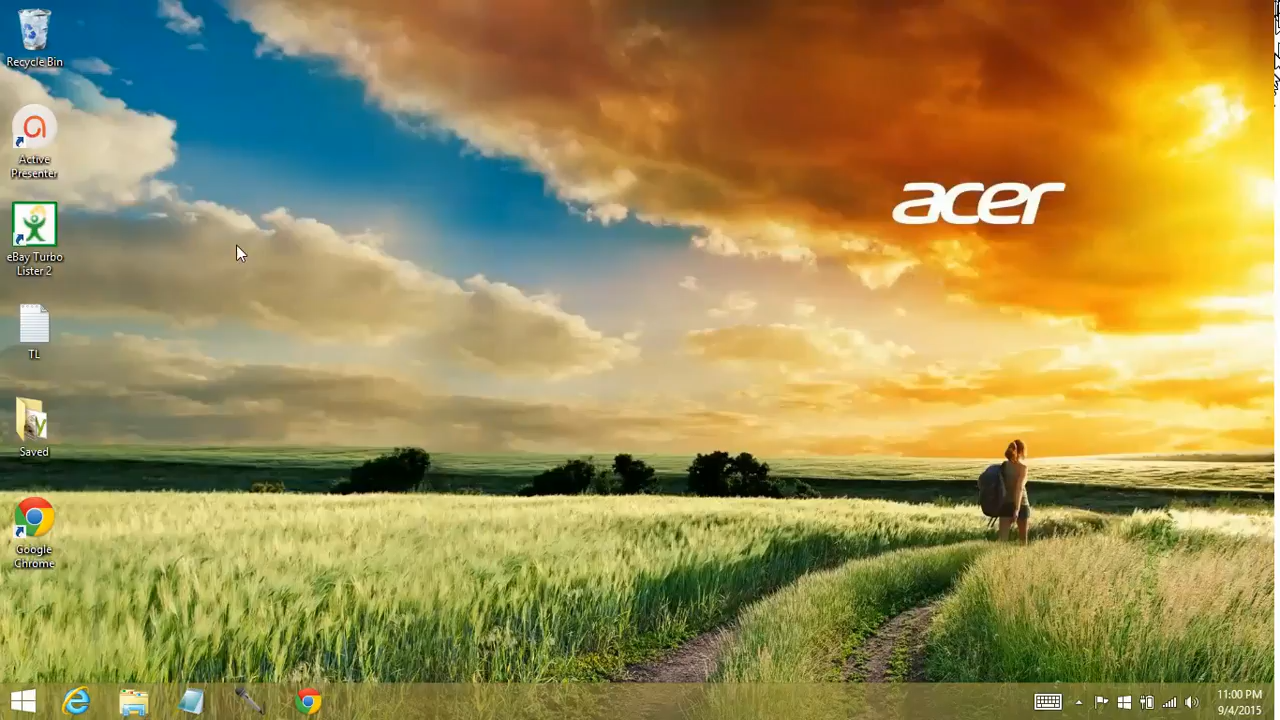 Recycle Bin
Active
Presenter
eBay Turbo
Lister 2
TL
Saved
Google
Chrome
acer
11:00 PM
9/4/2015